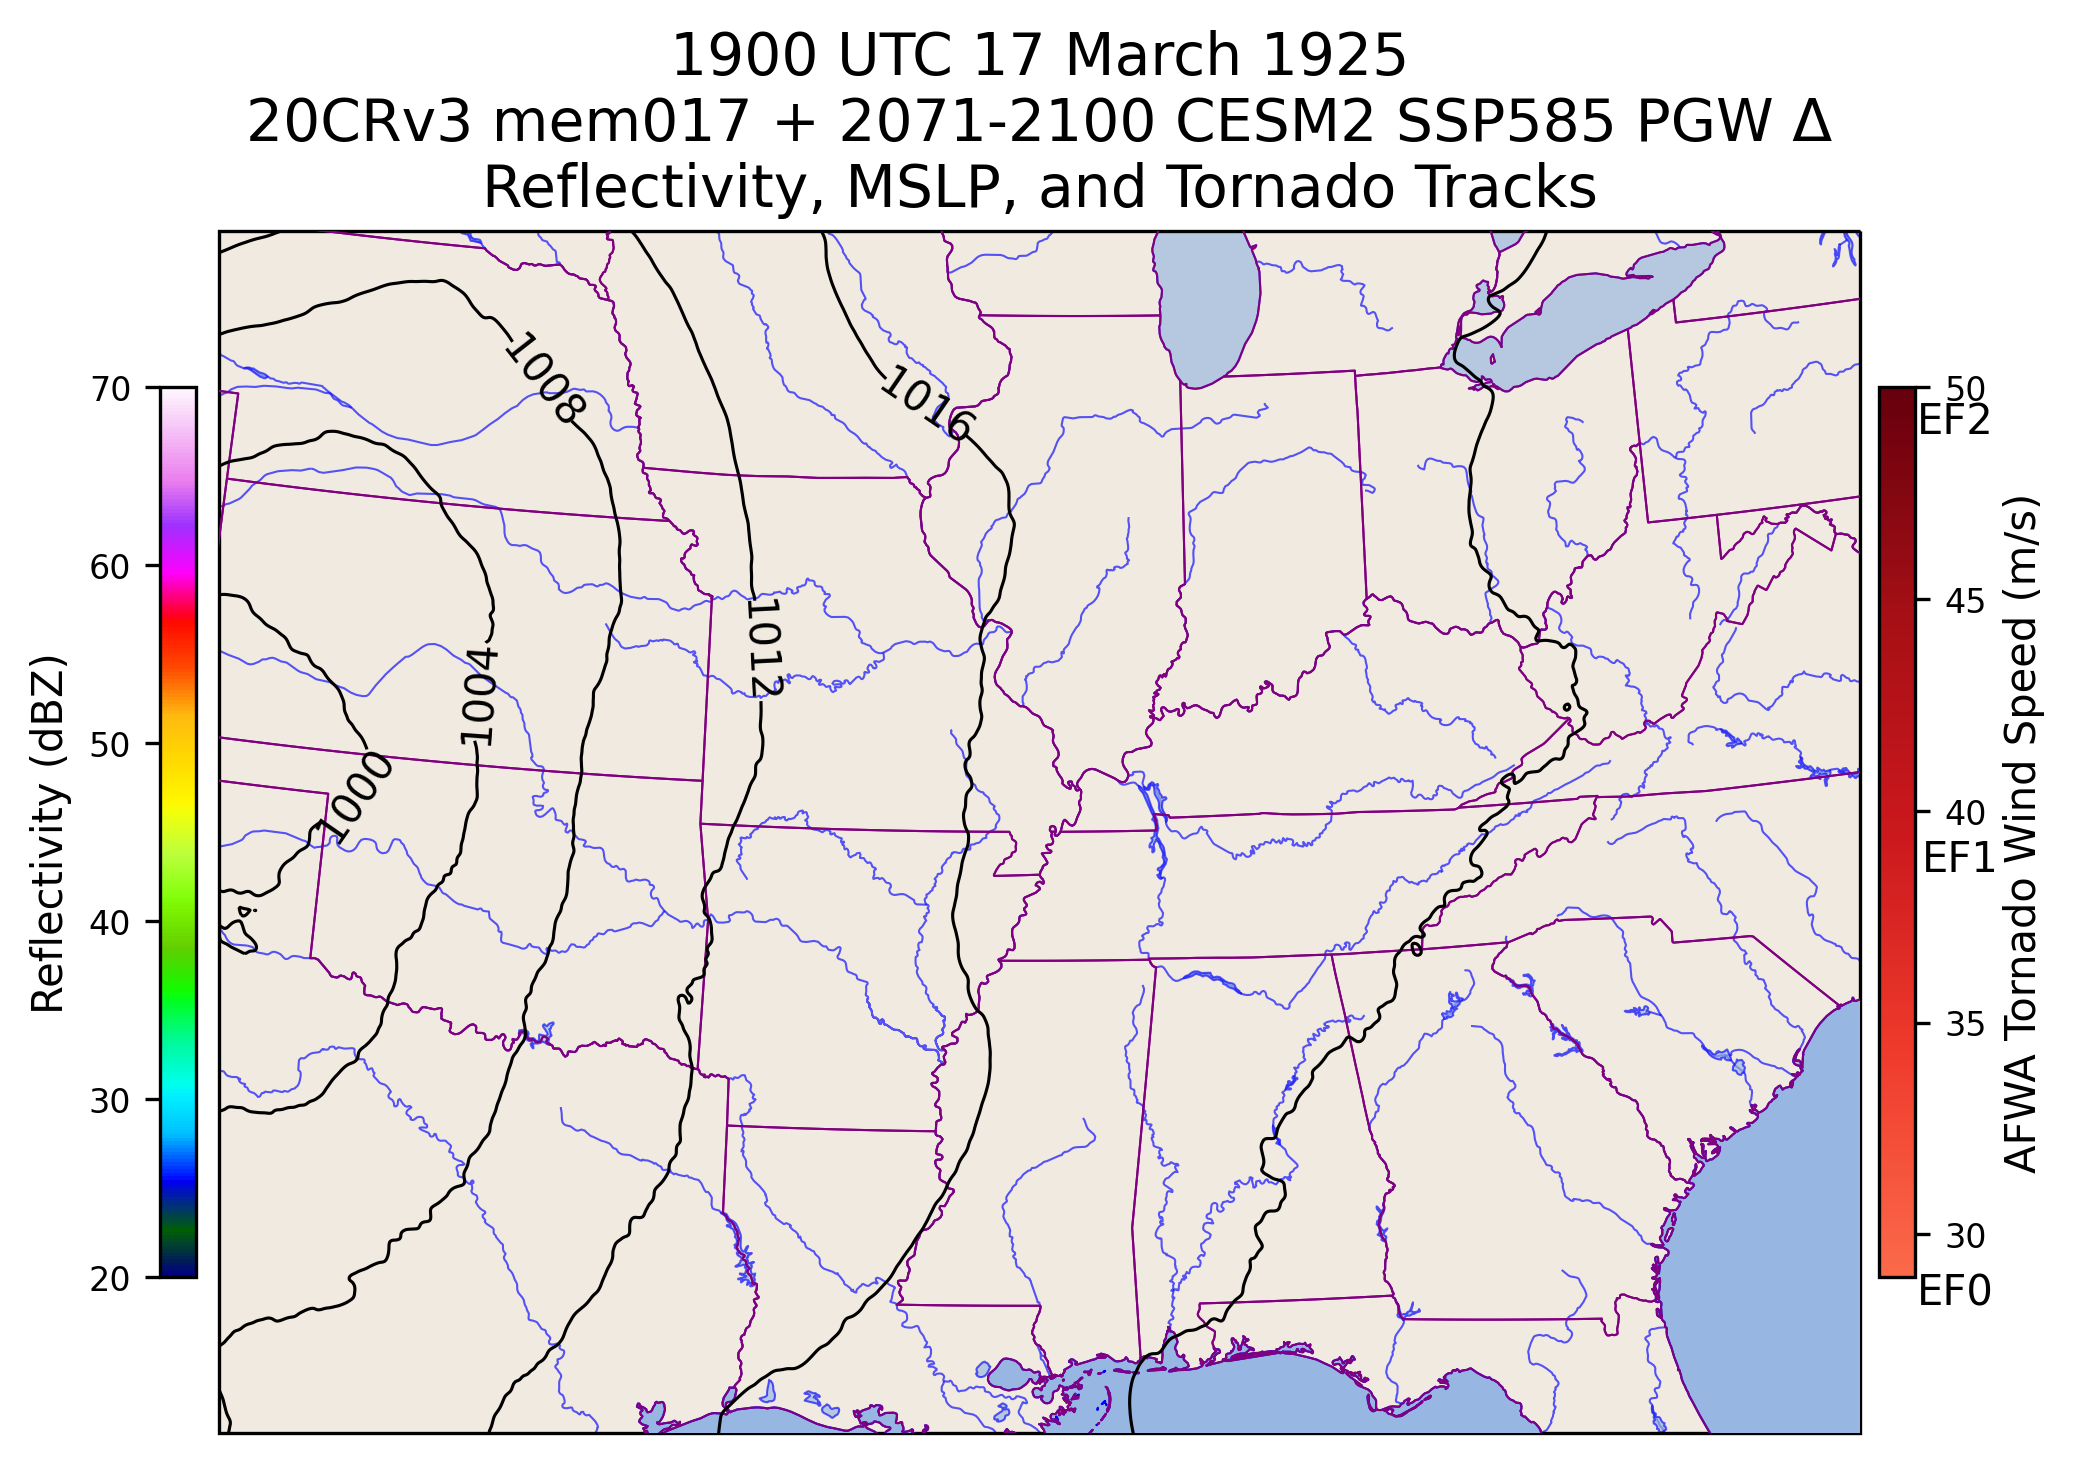 1900 UTC 17 March 1925
20CRv3 mem017 + 2071-2100 CESM2 SSP585 PGW Δ
Reflectivity, MSLP, and Tornado Tracks
1008
1016
1004
1012
1000
70
60
50
40
30
20
Reflectivity (dBZ)
50
EF2
45
40
EF1
35
30
EF0
AFWA Tornado Wind Speed (m/s)